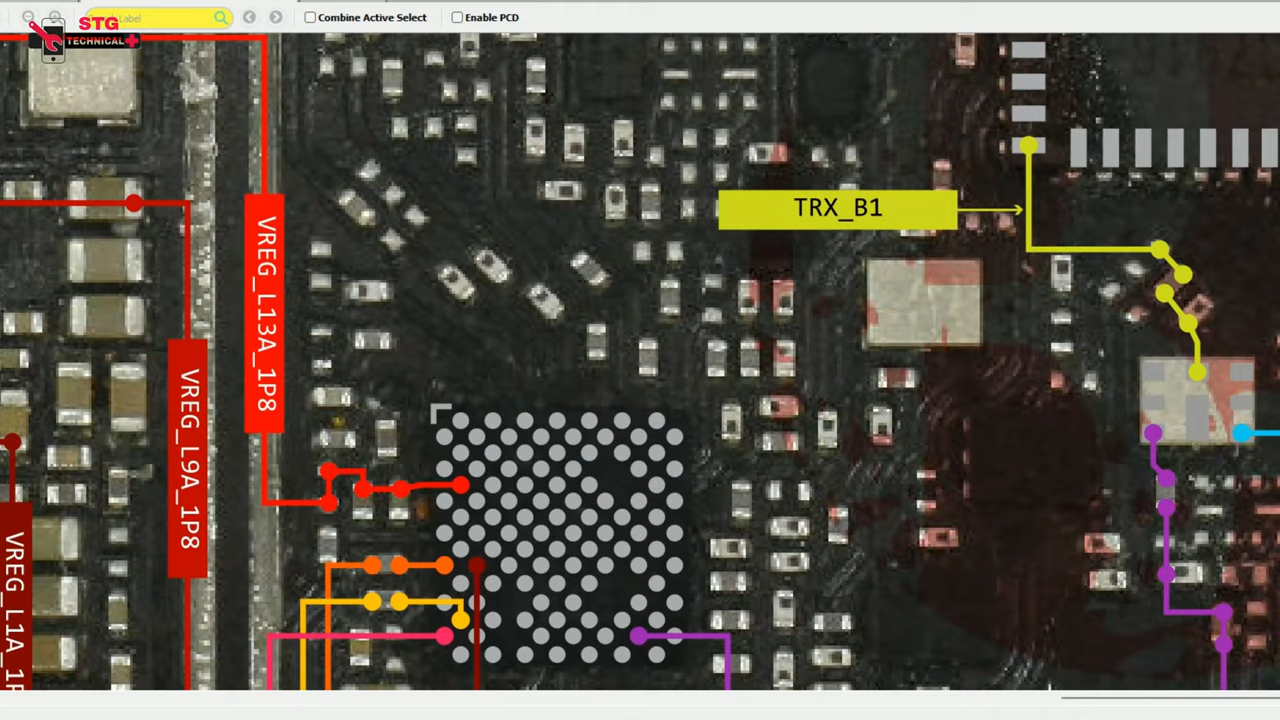 Label
Combine Active Select
Enable PCD
STG
TECHNICAL
TRX_B1
VREG_L13A_1P8
VREG_L9A_1P8
VREG_L1A_1P